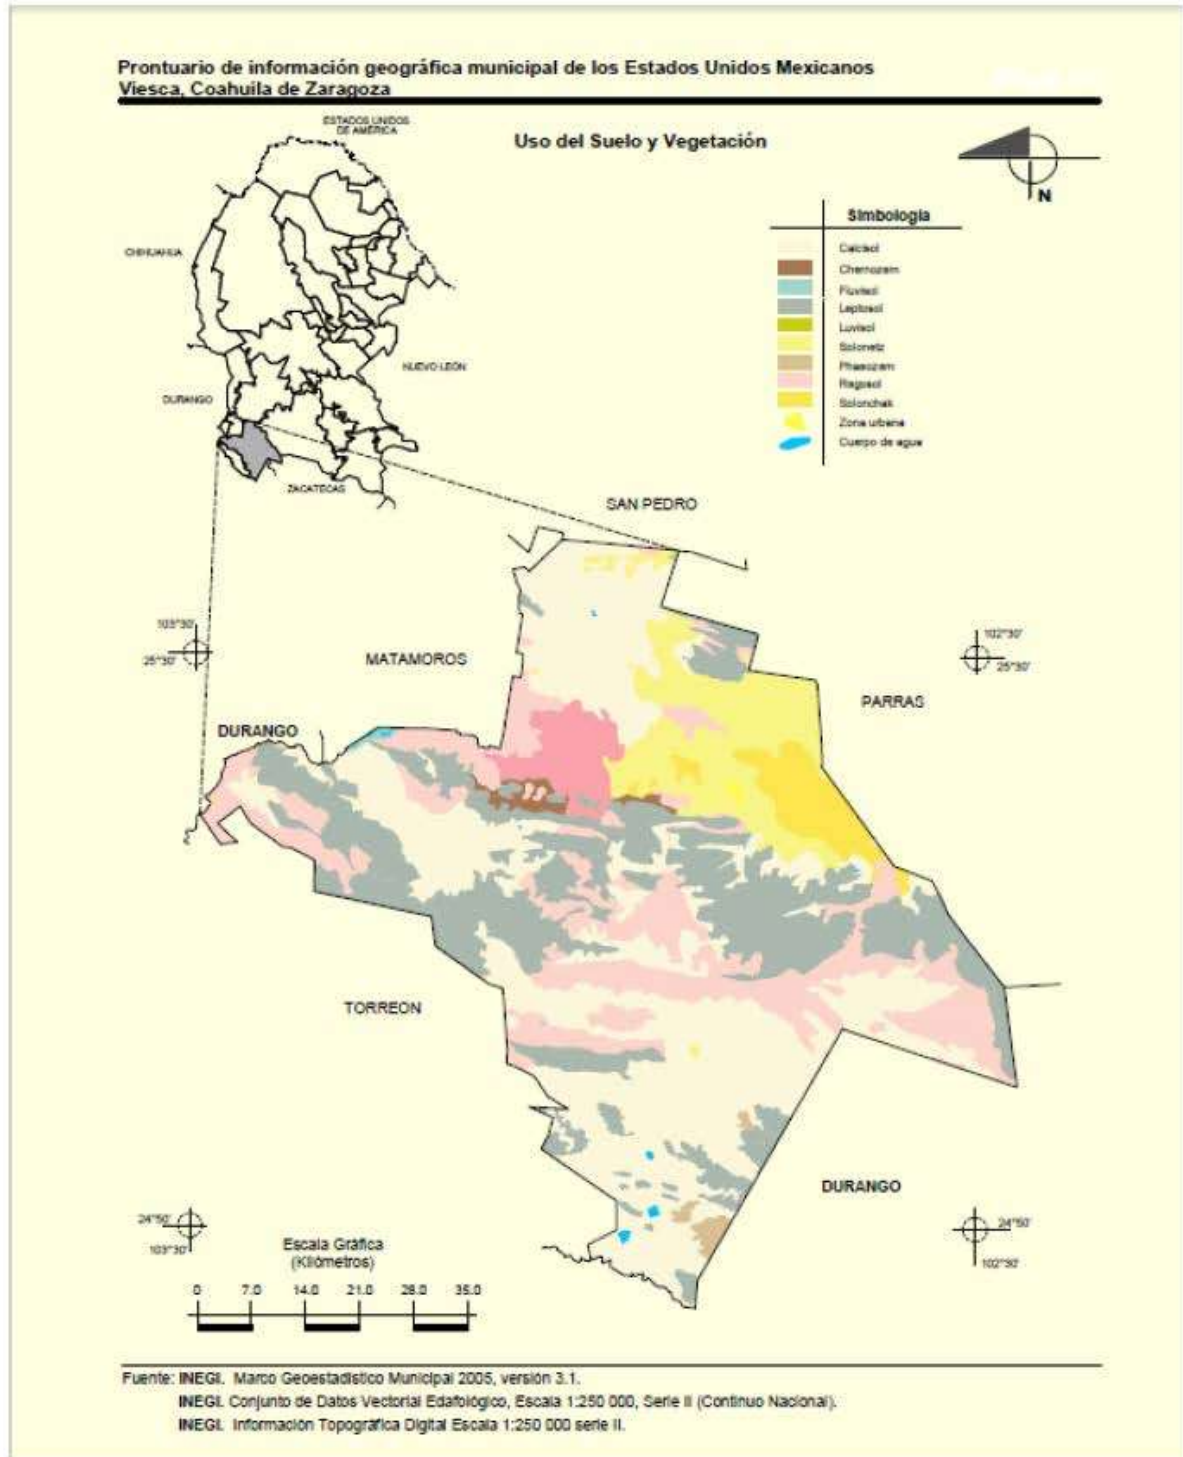 Prontuario de información geográfica municipal de los Estados Unidos Mexicanos
Viesca, Coahuila de Zaragoza
Uso del Suelo y Vegetación
ESTADOS UNIDOS
DE AMÉRICA
CHIHUAHUA
NUEVO LEÓN
DURANGO
ZACATECAS
N
Simbología
Calcisol
Chernozem
Fluvisol
Leptosol
Luvisol
Solonetz
Phaeozem
Regosol
Solonchak
Zona urbana
Cuerpo de agua
SAN PEDRO
103°30'
25°30'
102°30'
25°30'
MATAMOROS
PARRAS
DURANGO
TORREON
DURANGO
24°50'
103°30'
24°50'
102°30'
Escala Gráfica
(Kilómetros)
0 7.0 14.0 21.0 28.0 35.0
Fuente: INEGI. Marco Geoestadístico Municipal 2005, versión 3.1.
INEGI. Conjunto de Datos Vectorial Edafológico, Escala 1:250 000, Serie II (Continuo Nacional).
INEGI. Información Topográfica Digital Escala 1:250 000 serie II.